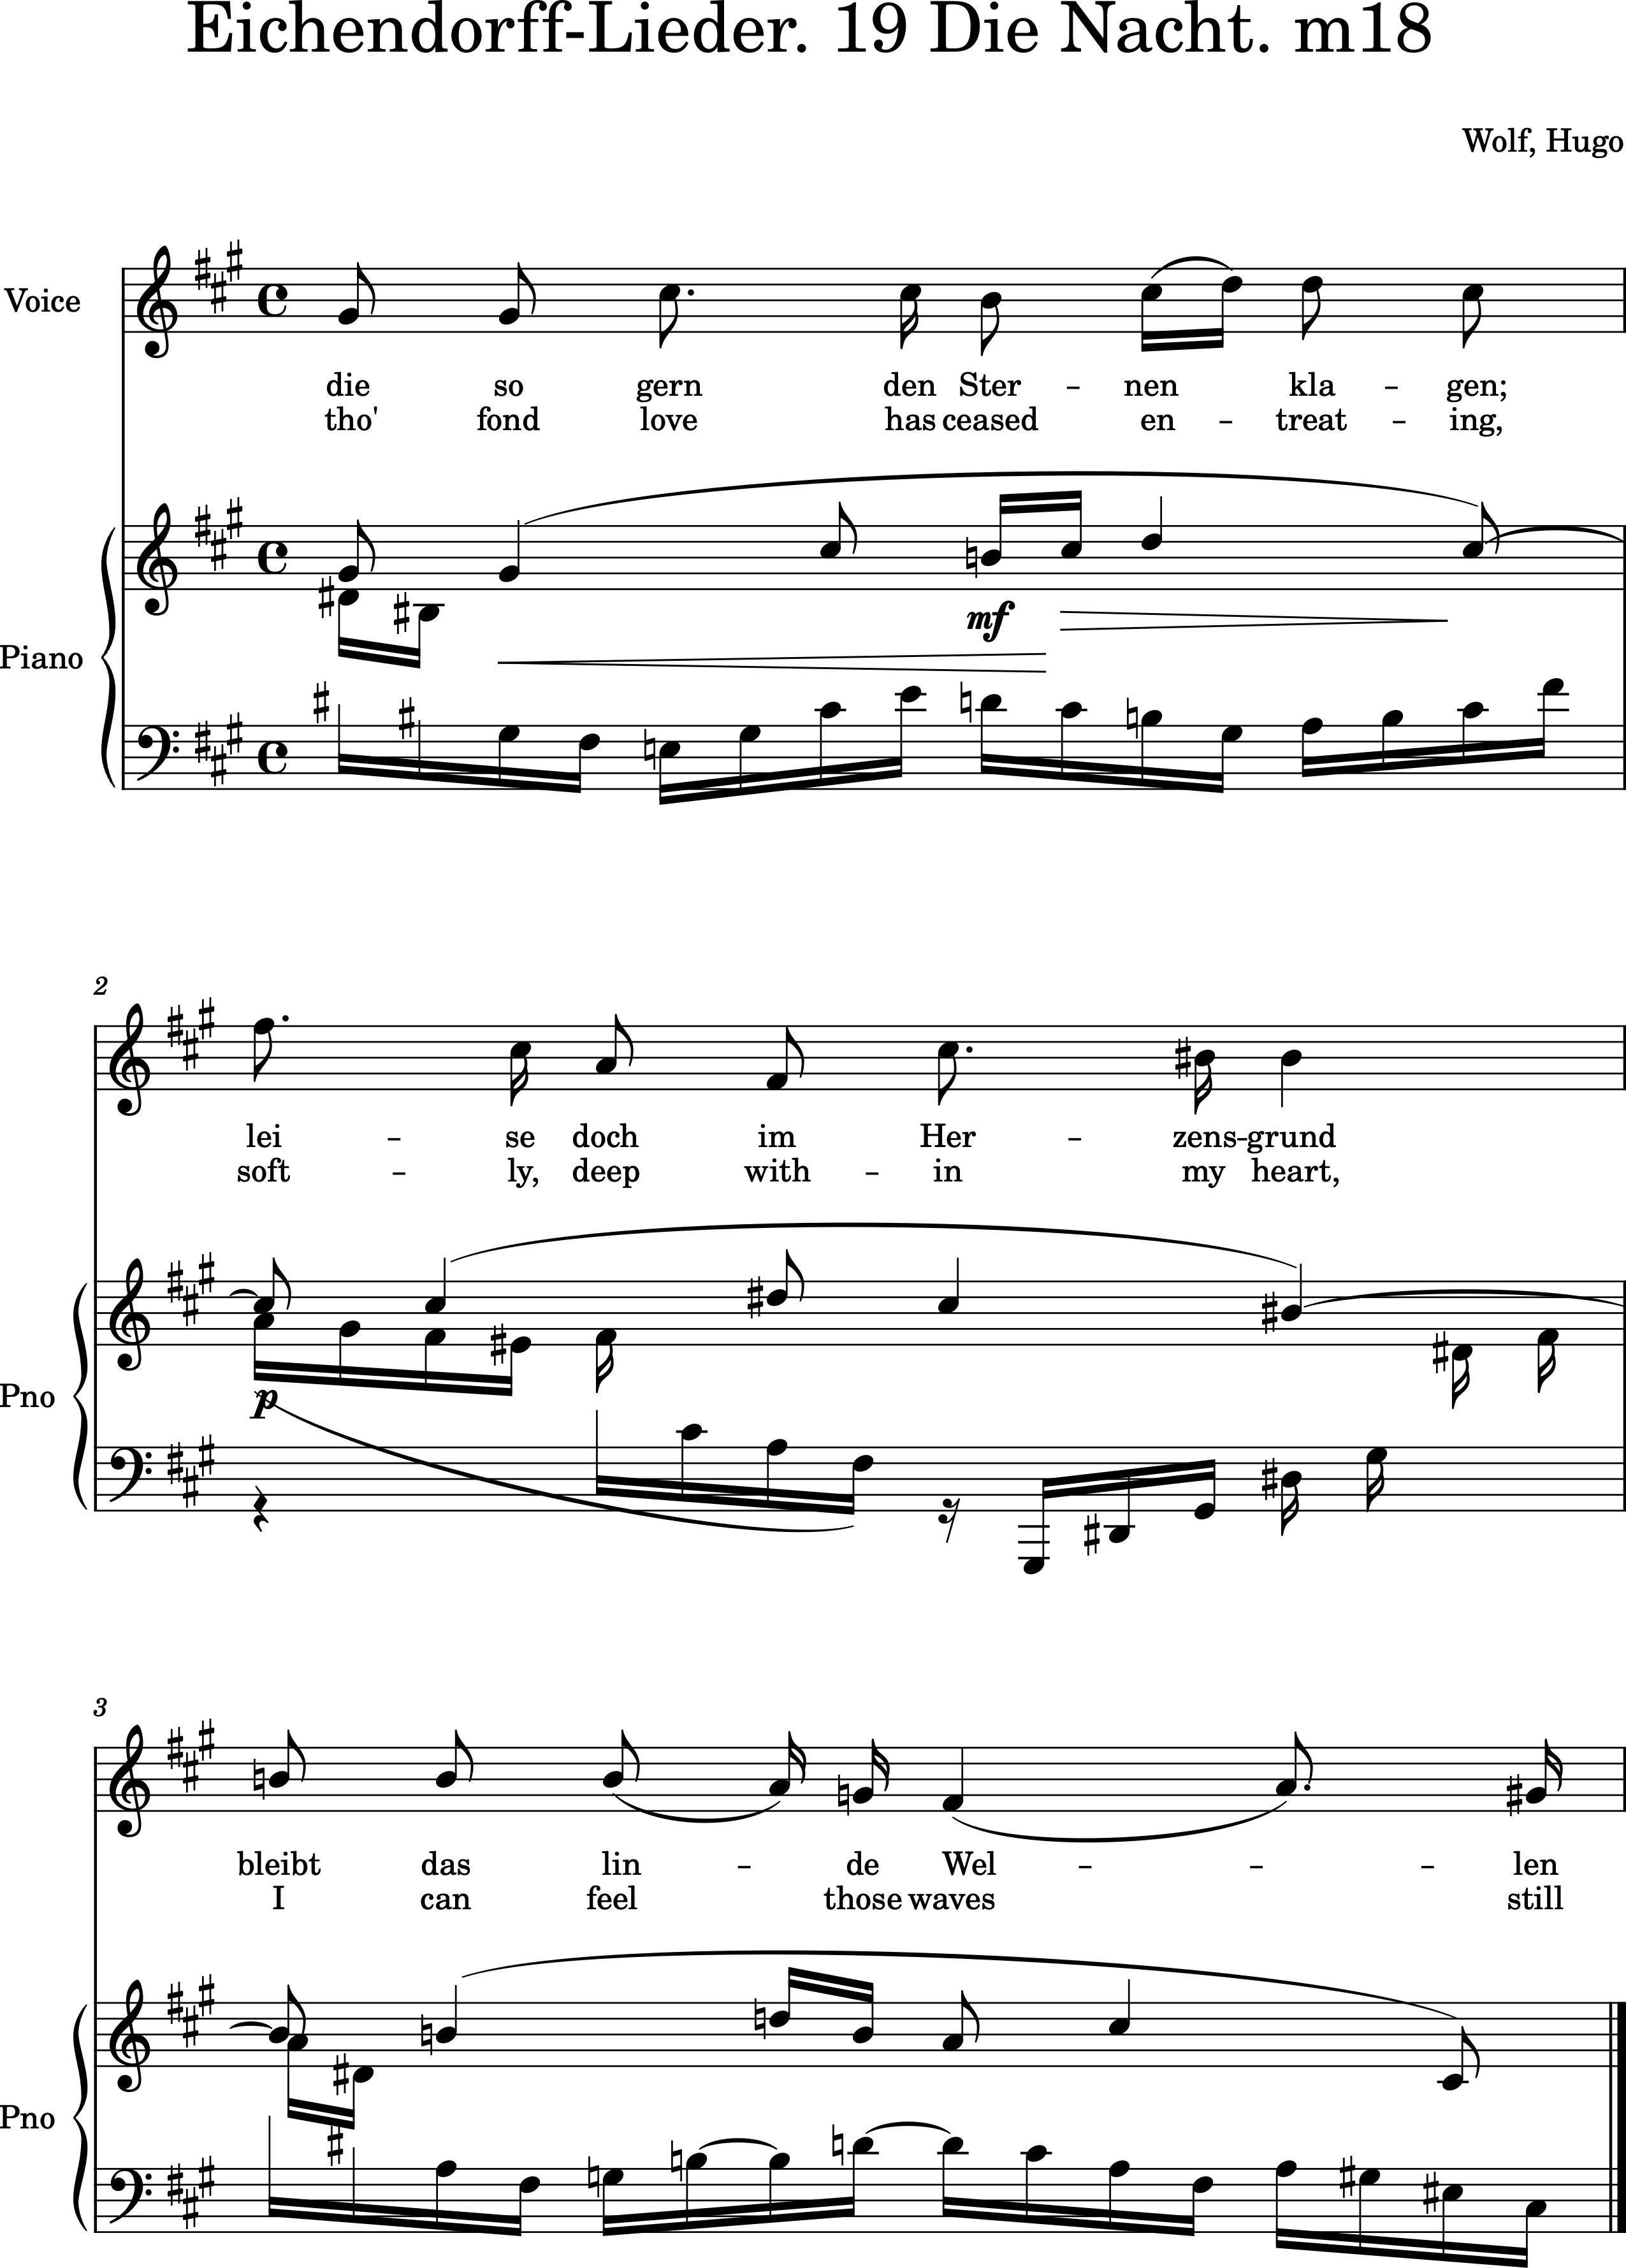 Eichendorff-Lieder. 19 Die Nacht. m18
Wolf, Hugo
Voice
die so gern den Ster - nen kla - gen;
tho' fond love has ceased en - treat - ing,
mf
Piano
2
lei - se doch im Her - zens-grund
soft - ly, deep with - in my heart,
p
Pno
3
bleibt das lin - de Wel - - - len
I can feel those waves still
Pno